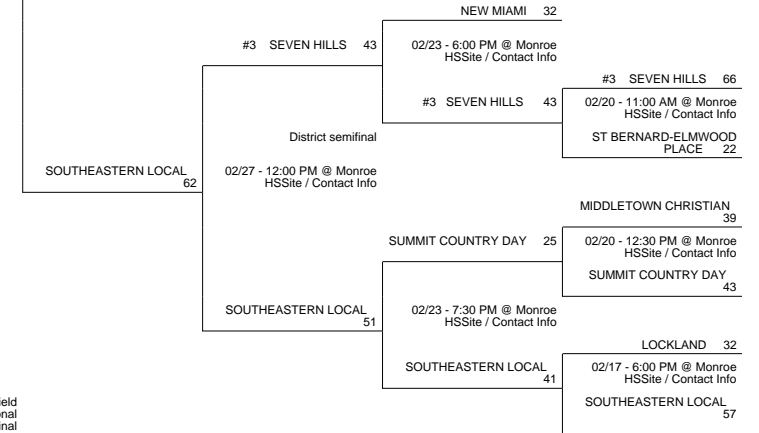 NEW MIAMI 32
#3 SEVEN HILLS 43
02/23 - 6:00 PM @ Monroe
HSSite / Contact Info
#3 SEVEN HILLS 66
#3 SEVEN HILLS 43
02/20 - 11:00 AM @ Monroe
HSSite / Contact Info
ST BERNARD-ELMWOOD
PLACE 22
District semifinal
SOUTHEASTERN LOCAL
62
02/27 - 12:00 PM @ Monroe
HSSite / Contact Info
MIDDLETOWN CHRISTIAN
39
SUMMIT COUNTRY DAY 25
02/20 - 12:30 PM @ Monroe
HSSite / Contact Info
SUMMIT COUNTRY DAY
43
SOUTHEASTERN LOCAL
51
02/23 - 7:30 PM @ Monroe
HSSite / Contact Info
LOCKLAND 32
SOUTHEASTERN LOCAL
41
02/17 - 6:00 PM @ Monroe
HSSite / Contact Info
SOUTHEASTERN LOCAL
57
ield
onal
inal